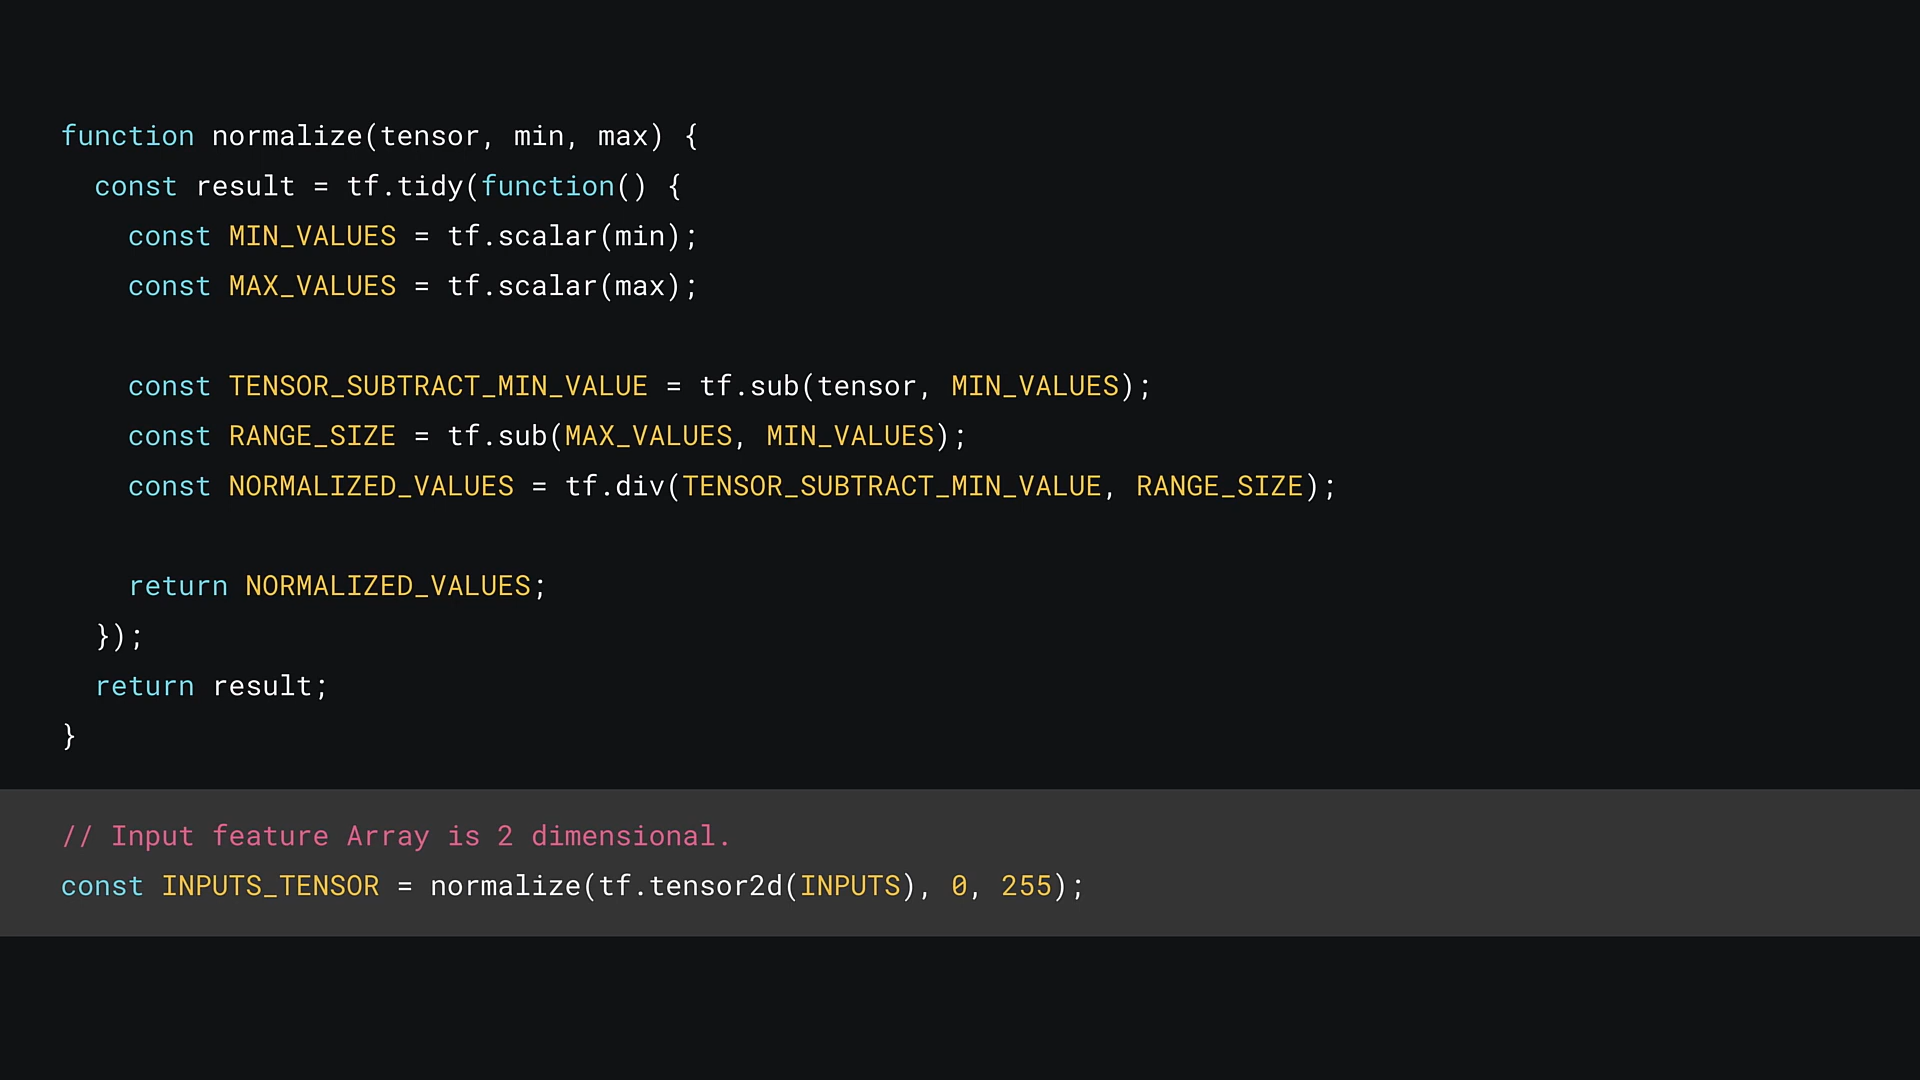 function normalize(tensor, min, max) {
  const result = tf.tidy(function() {
    const MIN_VALUES = tf.scalar(min);
    const MAX_VALUES = tf.scalar(max);

    const TENSOR_SUBTRACT_MIN_VALUE = tf.sub(tensor, MIN_VALUES);
    const RANGE_SIZE = tf.sub(MAX_VALUES, MIN_VALUES);
    const NORMALIZED_VALUES = tf.div(TENSOR_SUBTRACT_MIN_VALUE, RANGE_SIZE);

    return NORMALIZED_VALUES;
  });
  return result;
}

// Input feature Array is 2 dimensional.
const INPUTS_TENSOR = normalize(tf.tensor2d(INPUTS), 0, 255);